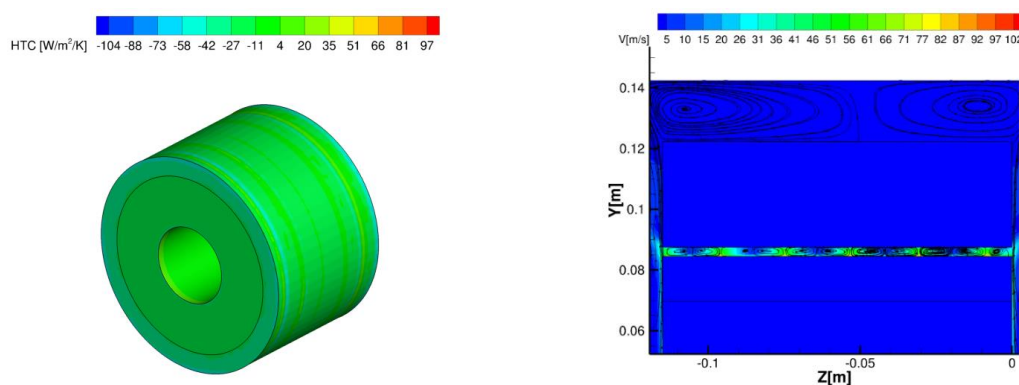 HTC [W/m²/K] -104 -88 -73 -58 -42 -27 -11 4 20 35 51 66 81 97
V[m/s] 5 10 15 20 26 31 36 41 46 51 56 61 66 71 77 82 87 92 97 102
0.14
0.12
0.1
0.08
0.06
Y[m]
-0.1 -0.05 0
Z[m]